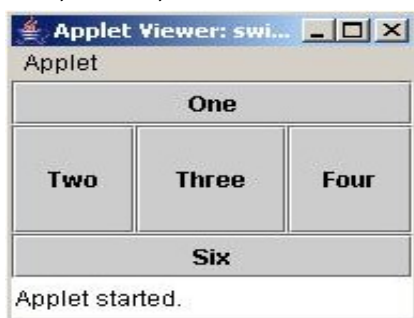 Applet Viewer: swi...
Applet
One
Two Three Four
Six
Applet started.